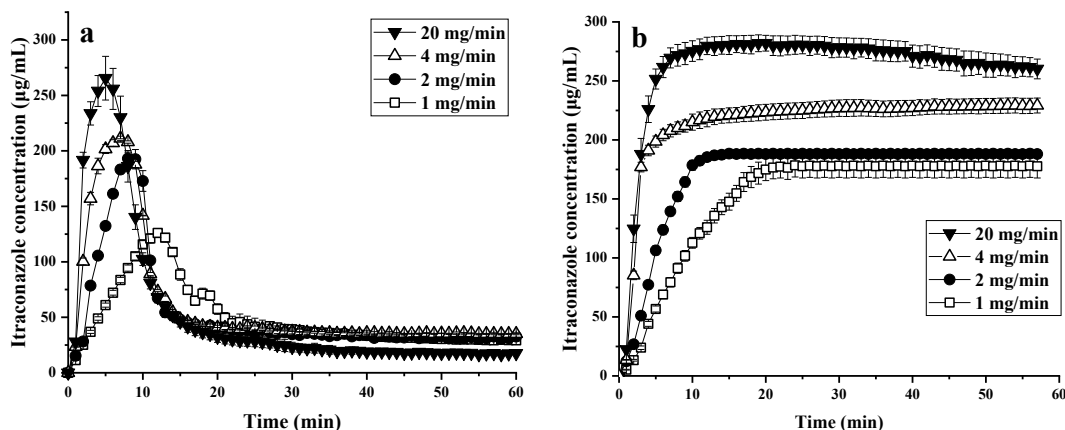 a
20 mg/min
4 mg/min
2 mg/min
1 mg/min
Itraconazole concentration (µg/mL)
300
250
200
150
100
50
0
0 10 20 30 40 50 60
Time (min)
b
20 mg/min
4 mg/min
2 mg/min
1 mg/min
Itraconazole concentration (µg/mL)
300
250
200
150
100
50
0
0 10 20 30 40 50 60
Time (min)